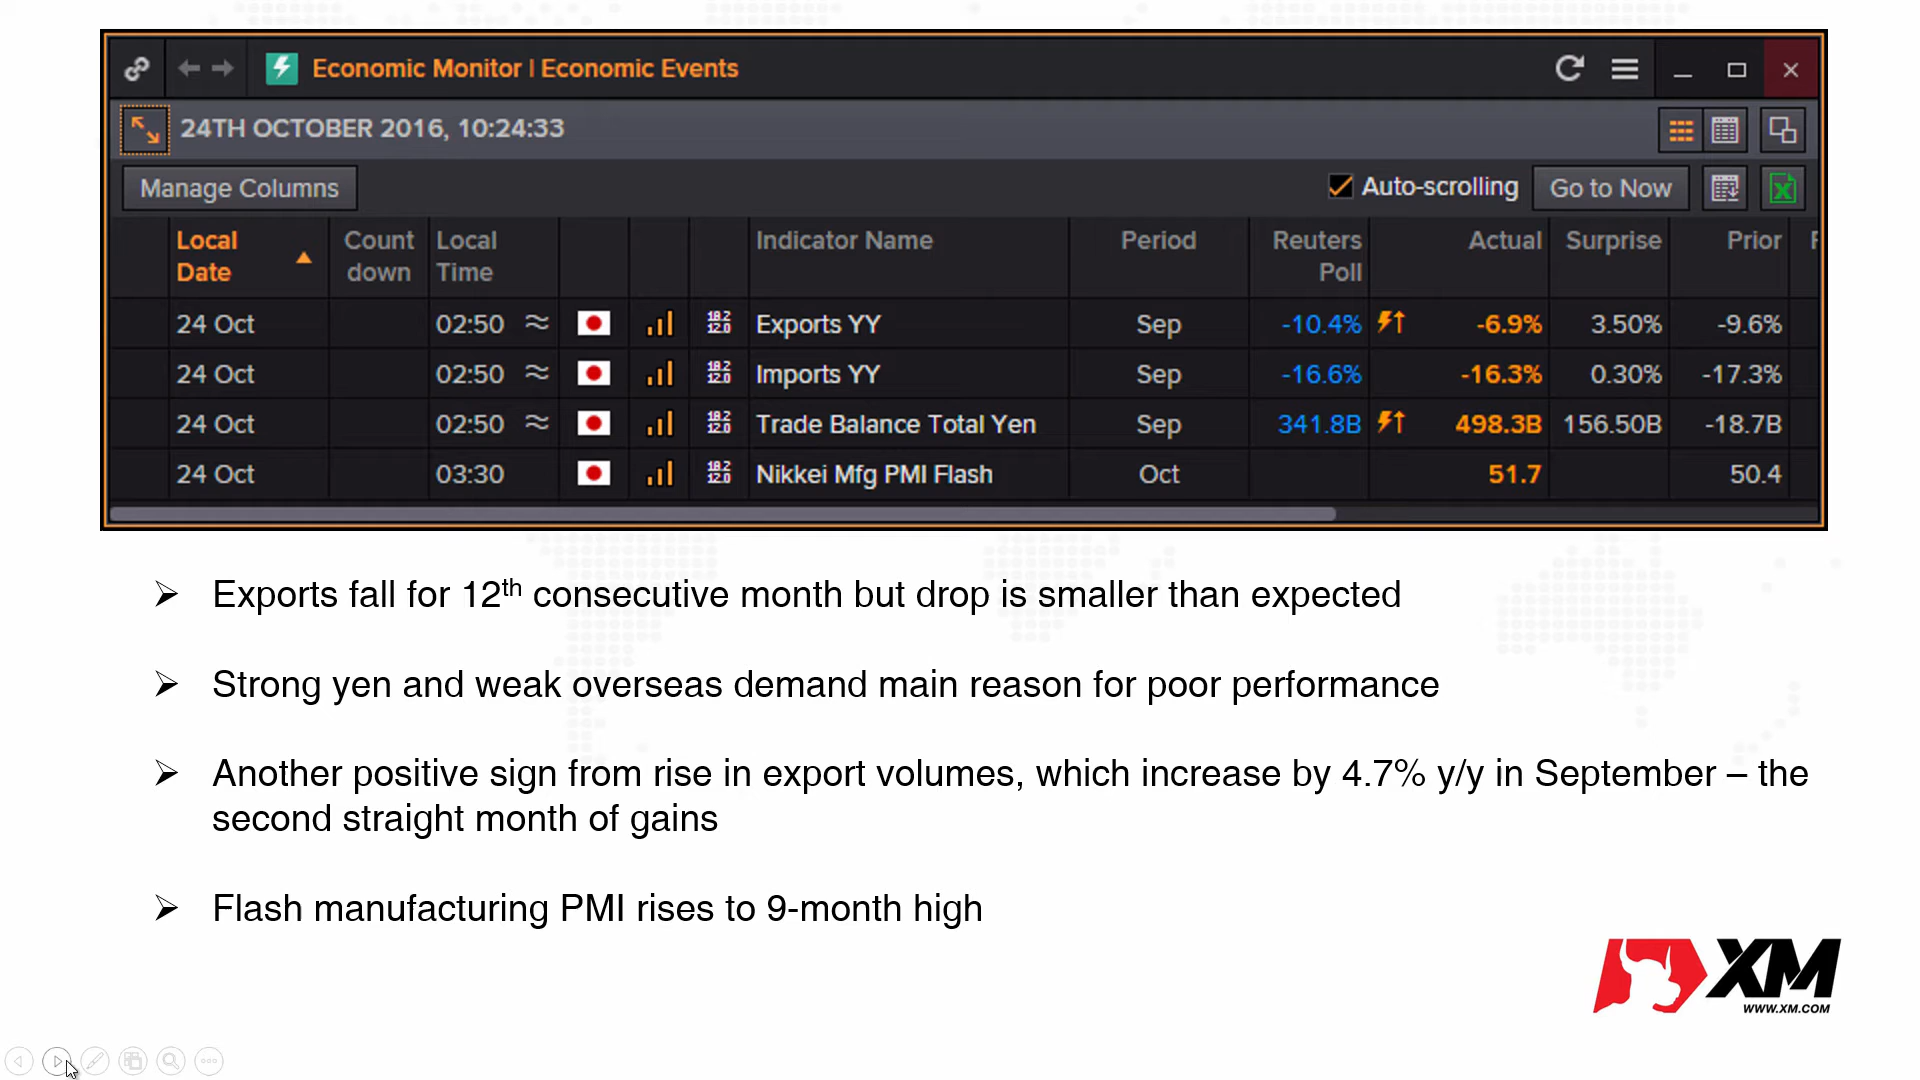 Economic Monitor | Economic Events
24TH OCTOBER 2016, 10:24:33
Manage Columns Auto-scrolling Go to Now
Local Date Count down Local Time Indicator Name Period Reuters Poll Actual Surprise Prior
24 Oct 02:50 ≈ Exports YY Sep -10.4% -6.9% 3.50% -9.6%
24 Oct 02:50 ≈ Imports YY Sep -16.6% -16.3% 0.30% -17.3%
24 Oct 02:50 ≈ Trade Balance Total Yen Sep 341.8B 498.3B 156.50B -18.7B
24 Oct 03:30 Nikkei Mfg PMI Flash Oct 51.7 50.4
Exports fall for 12th consecutive month but drop is smaller than expected
Strong yen and weak overseas demand main reason for poor performance
Another positive sign from rise in export volumes, which increase by 4.7% y/y in September – the
second straight month of gains
Flash manufacturing PMI rises to 9-month high
XM
WWW.XM.COM